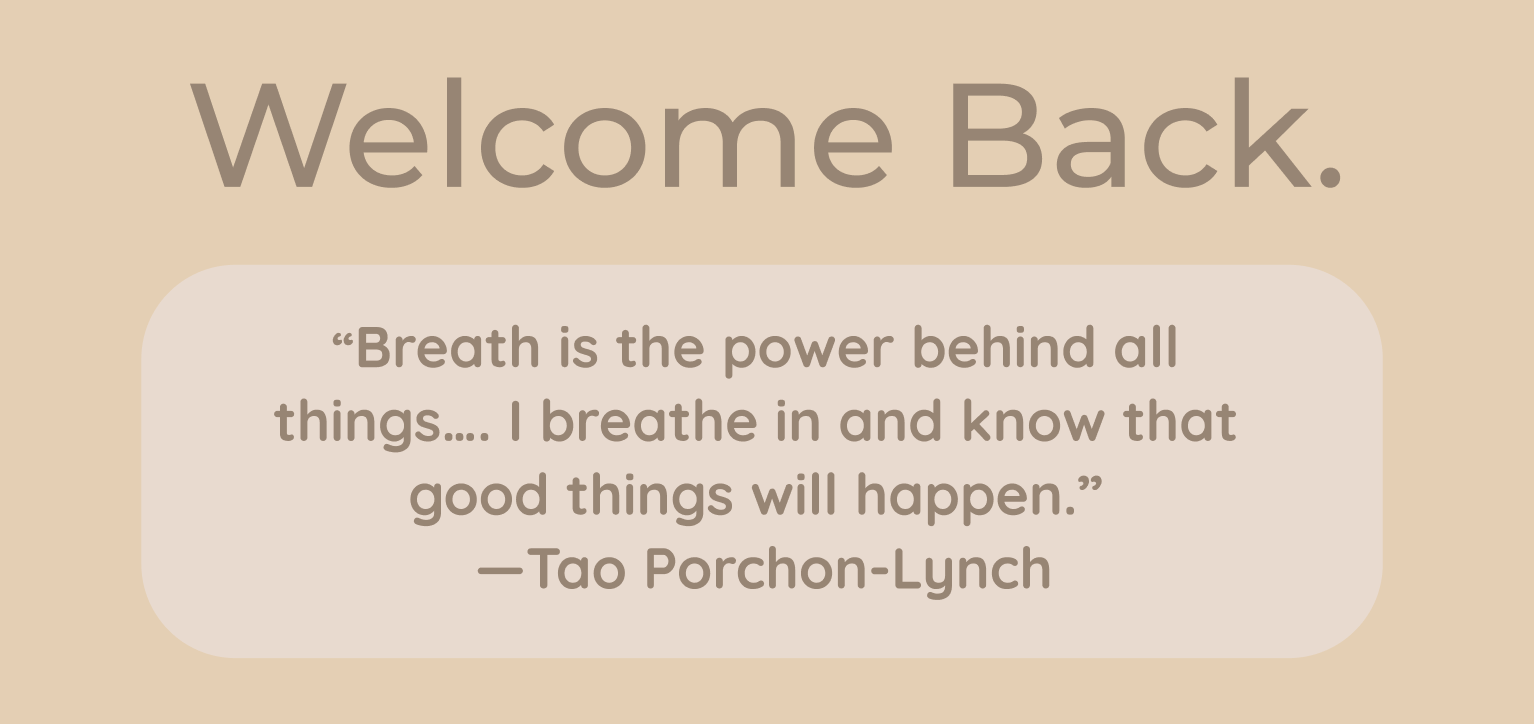 Welcome Back.
“Breath is the power behind all
things.... I breathe in and know that
good things will happen.”
—Tao Porchon-Lynch